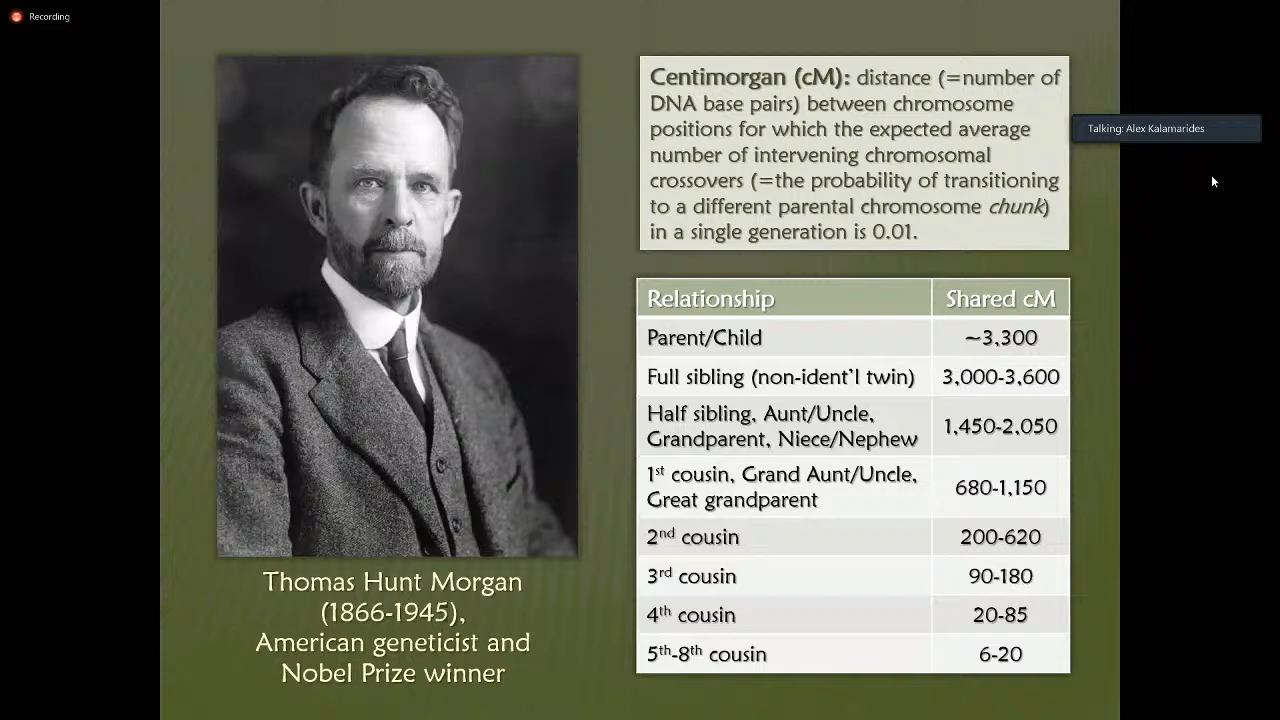 Recording
Centimorgan (cM): distance (=number of
DNA base pairs) between chromosome
positions for which the expected average
number of intervening chromosomal
crossovers (=the probability of transitioning
to a different parental chromosome chunk)
in a single generation is 0.01.
Talking: Alex Kalamarides
Relationship Shared cM
Parent/Child ~3,300
Full sibling (non-ident'l twin) 3,000-3,600
Half sibling, Aunt/Uncle,
Grandparent, Niece/Nephew 1,450-2,050
1st cousin, Grand Aunt/Uncle,
Great grandparent 680-1,150
2nd cousin 200-620
3rd cousin 90-180
4th cousin 20-85
5th-8th cousin 6-20
Thomas Hunt Morgan
(1866-1945),
American geneticist and
Nobel Prize winner